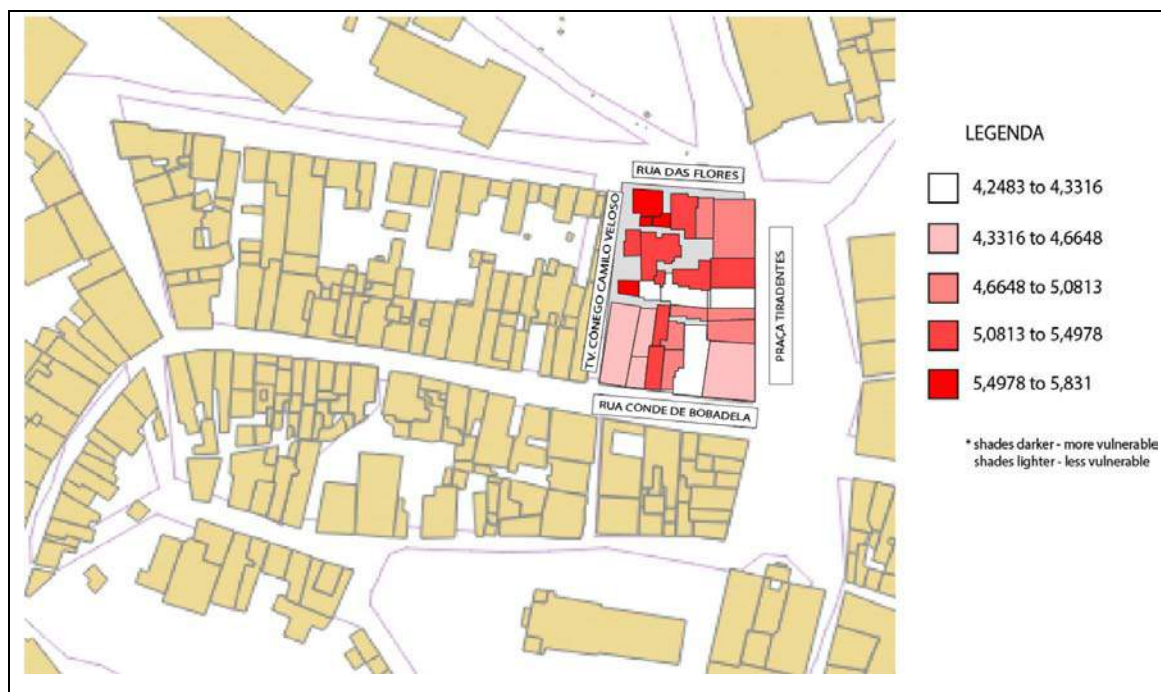 RUA DAS FLORES
TV. CÔNEGO CAMILO VELOSO
PRAÇA TIRADENTES
RUA CONDE DE BOBADELA
LEGENDA
4,2483 to 4,3316
4,3316 to 4,6648
4,6648 to 5,0813
5,0813 to 5,4978
5,4978 to 5,831
* shades darker - more vulnerable
shades lighter - less vulnerable